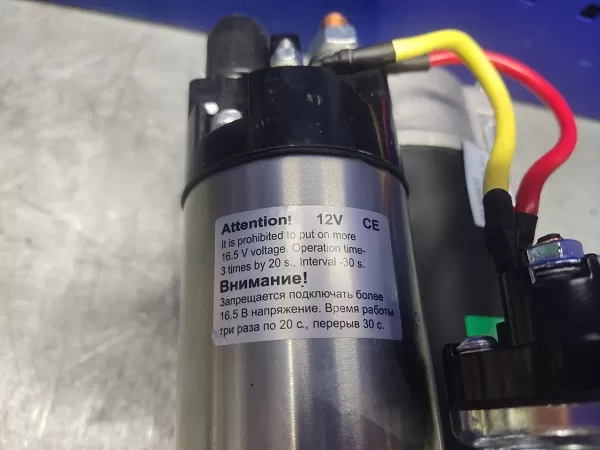 Attention! 12V CE
It is prohibited to put on more
16.5 V voltage. Operation time-
3 times by 20 s., Interval -30 s.
Внимание!
Запрещается подключать более
16.5 В напряжение. Время работы
три раза по 20 с., перерыв 30 с.